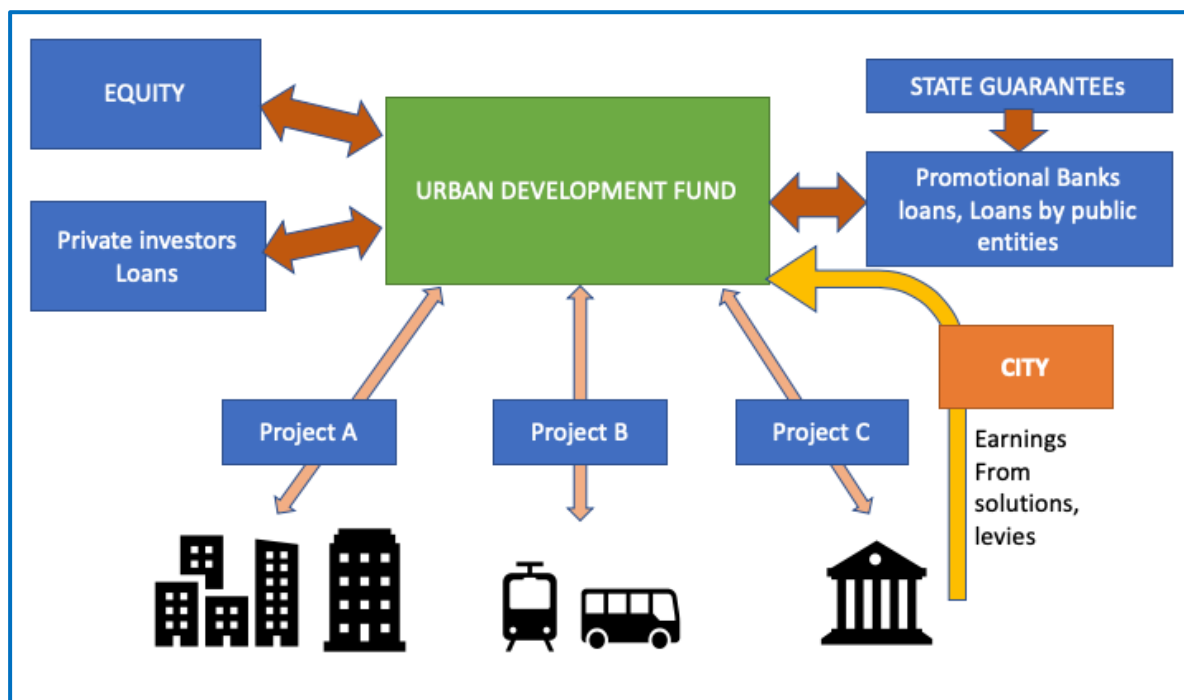 EQUITY
STATE GUARANTEEs
URBAN DEVELOPMENT FUND
Promotional Banks
loans, Loans by public
entities
Private investors
Loans
CITY
Project A
Project B
Project C
Earnings
From
solutions,
levies